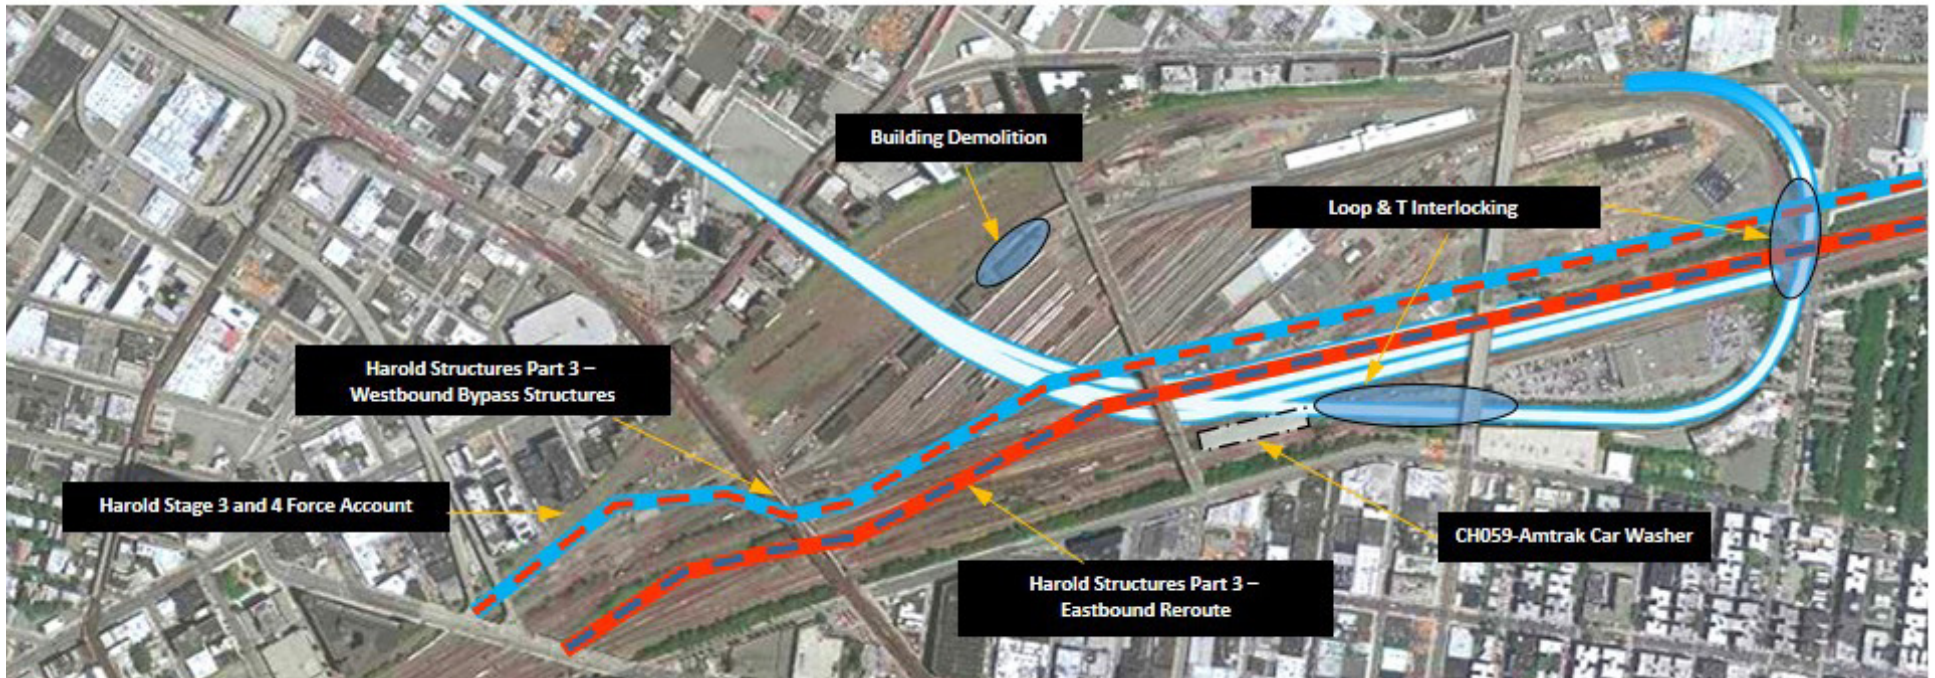 Building Demolition
Loop & T Interlocking
Harold Structures Part 3 –
Westbound Bypass Structures
Harold Stage 3 and 4 Force Account
CH059-Amtrak Car Washer
Harold Structures Part 3 –
Eastbound Reroute